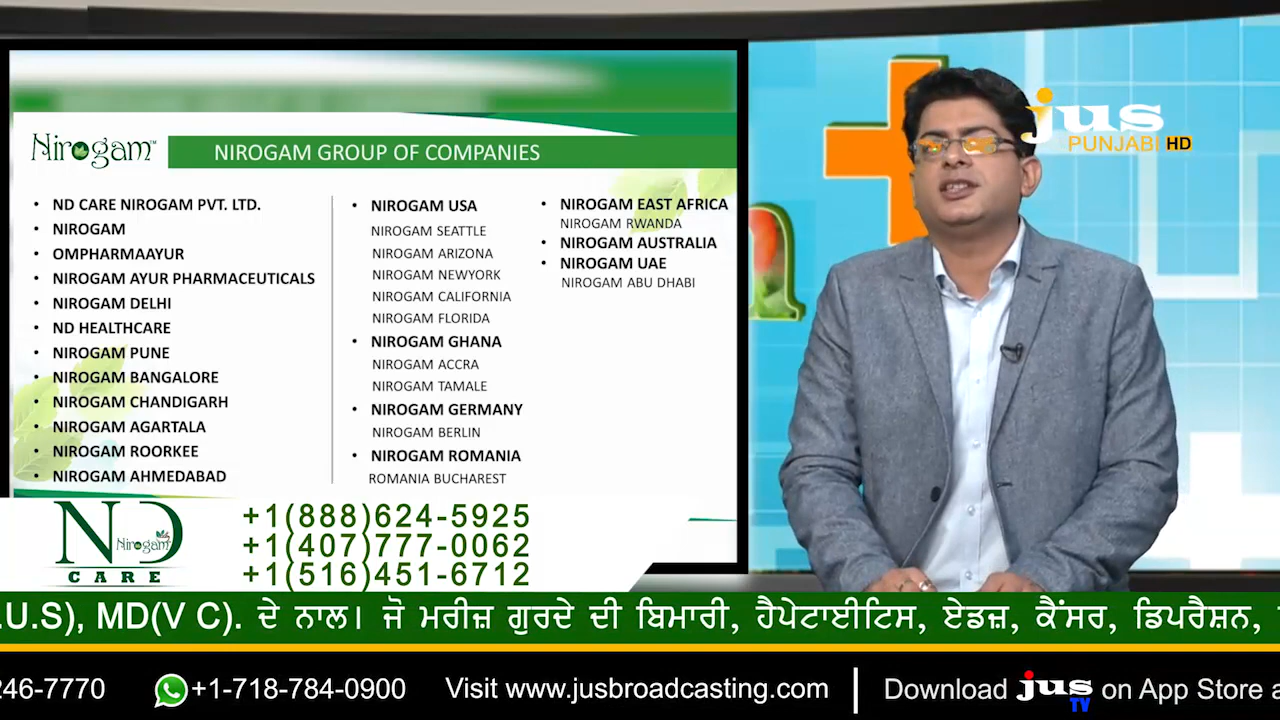 jus
PUNJABI HD
Nirogam™
NIROGAM GROUP OF COMPANIES
• ND CARE NIROGAM PVT. LTD.
• NIROGAM
• OMPHARMAAYUR
• NIROGAM AYUR PHARMACEUTICALS
• NIROGAM DELHI
• ND HEALTHCARE
• NIROGAM PUNE
• NIROGAM BANGALORE
• NIROGAM CHANDIGARH
• NIROGAM AGARTALA
• NIROGAM ROORKEE
• NIROGAM AHMEDABAD
• NIROGAM USA
NIROGAM SEATTLE
NIROGAM ARIZONA
NIROGAM NEWYORK
NIROGAM CALIFORNIA
NIROGAM FLORIDA
• NIROGAM GHANA
NIROGAM ACCRA
NIROGAM TAMALE
• NIROGAM GERMANY
NIROGAM BERLIN
• NIROGAM ROMANIA
ROMANIA BUCHAREST
• NIROGAM EAST AFRICA
NIROGAM RWANDA
• NIROGAM AUSTRALIA
• NIROGAM UAE
NIROGAM ABU DHABI
ND
Nirogam
CARE
+1(888)624-5925
+1(407)777-0062
+1(516)451-6712
.U.S), MD(V C). ਦੇ ਨਾਲ। ਜੋ ਮਰੀਜ਼ ਗੁਰਦੇ ਦੀ ਬਿਮਾਰੀ, ਹੈਪੇਟਾਈਟਿਸ, ਏਡਜ਼, ਕੈਂਸਰ, ਡਿਪਰੈਸ਼ਨ,
246-7770 +1-718-784-0900 Visit www.jusbroadcasting.com | Download jus TV on App Store a